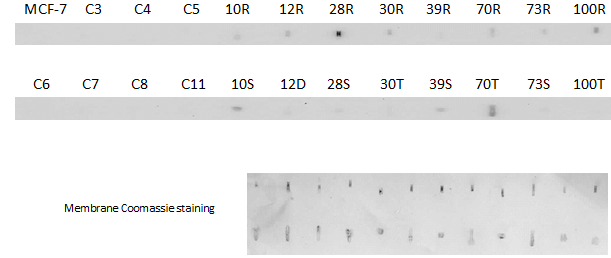 MCF-7 C3 C4 C5 10R 12R 28R 30R 39R 70R 73R 100R
C6 C7 C8 C11 10S 12D 28S 30T 39S 70T 73S 100T
Membrane Coomassie staining